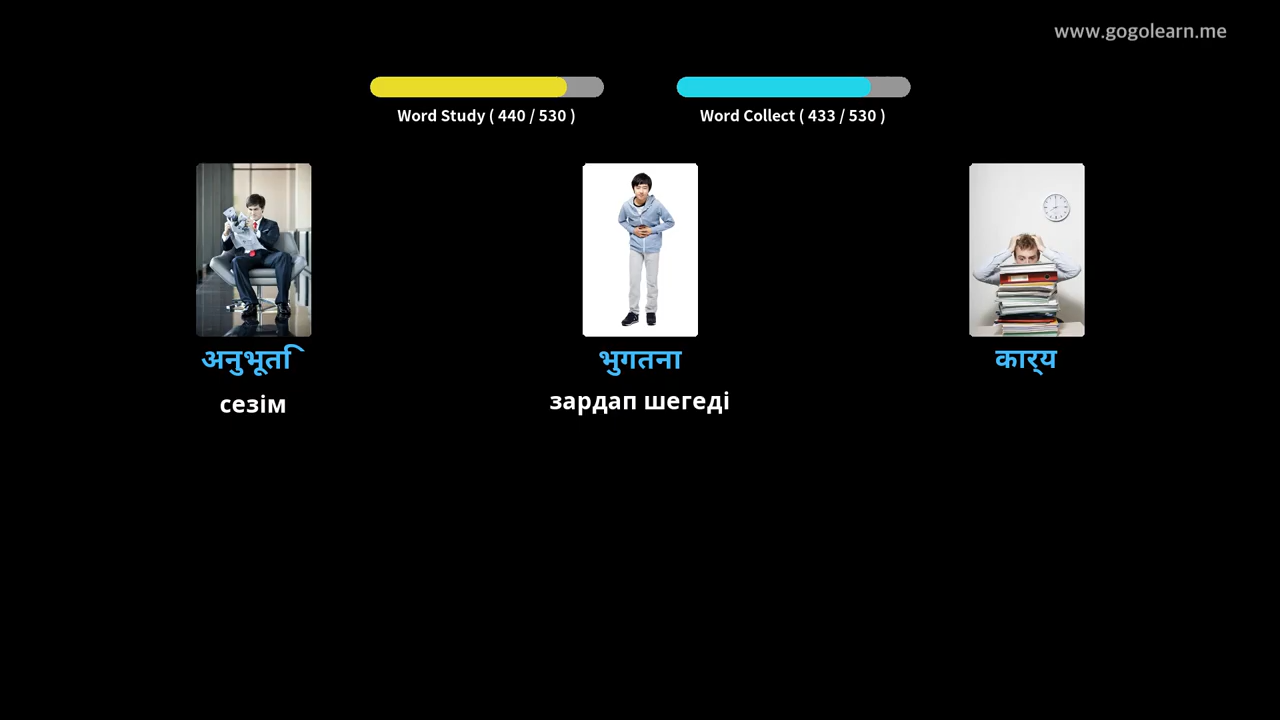 www.gogolearn.me
Word Study ( 440 / 530 )
Word Collect ( 433 / 530 )
अनुभूति
भुगतना
कार्य
сезім
зардап шегеді